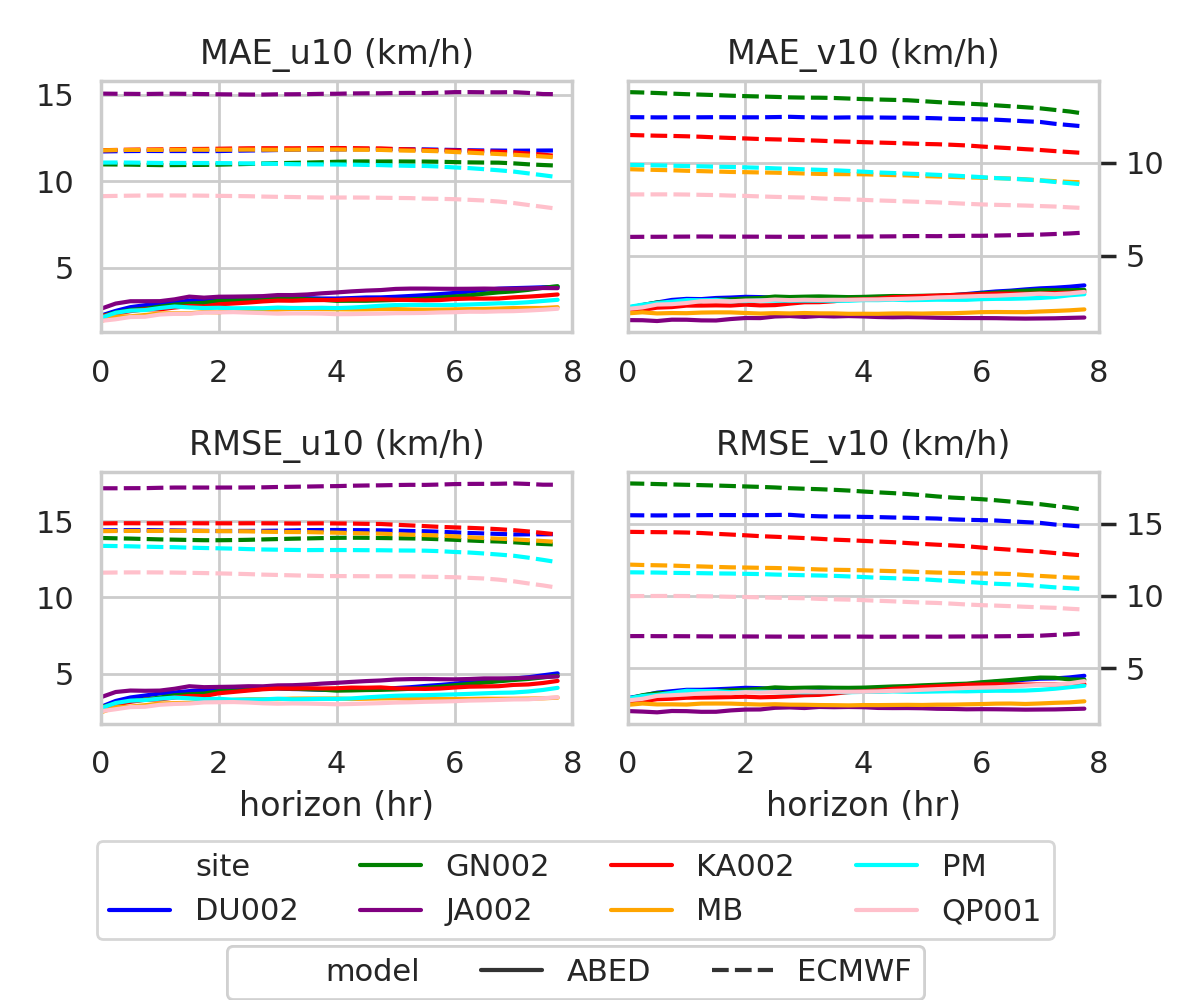 MAE_u10 (km/h)
MAE_v10 (km/h)
15
10
5
10
5
0 2 4 6 8
0 2 4 6 8
RMSE_u10 (km/h)
RMSE_v10 (km/h)
15
10
5
15
10
5
0 2 4 6 8
0 2 4 6 8
horizon (hr)
horizon (hr)
site GN002 KA002 PM
DU002 JA002 MB QP001
model ABED ECMWF